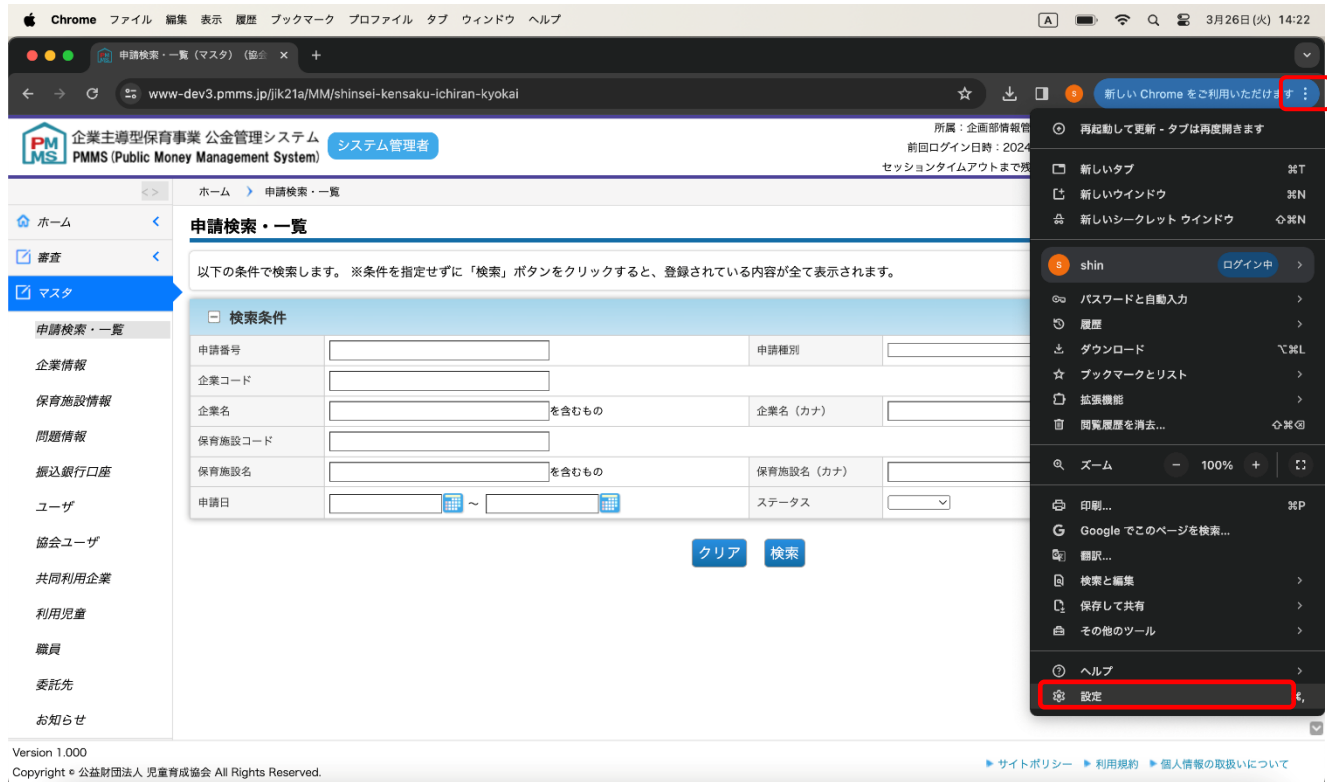 Chrome ファイル 編集 表示 履歴 ブックマーク プロファイル タブ ウィンドウ ヘルプ
A 3月26日(火) 14:22
申請検索・一覧（マスタ）（協会
www-dev3.pmms.jp/jik21a/MM/shinsei-kensaku-ichiran-kyokai
S 新しい Chrome をご利用いただけます
PMMS
企業主導型保育事業 公金管理システム
PMMS (Public Money Management System)
システム管理者
所属：企画部情報管
前回ログイン日時：2024
セッションタイムアウトまで残
<>
ホーム
審査
マスタ
申請検索・一覧
企業情報
保育施設情報
問題情報
振込銀行口座
ユーザ
協会ユーザ
共同利用企業
利用児童
職員
委託先
お知らせ
ホーム 申請検索・一覧
申請検索・一覧
以下の条件で検索します。 ※条件を指定せずに「検索」ボタンをクリックすると、登録されている内容が全て表示されます。
検索条件
申請番号 申請種別
企業コード
企業名 を含むもの 企業名（カナ）
保育施設コード
保育施設名 を含むもの 保育施設名（カナ）
申請日 ～ ステータス
クリア 検索
再起動して更新 - タブは再度開きます
新しいタブ ⌘T
新しいウインドウ ⌘N
新しいシークレット ウインドウ ⇧⌘N
S shin ログイン中
パスワードと自動入力
履歴
ダウンロード ⌥⌘L
ブックマークとリスト
拡張機能
閲覧履歴を消去... ⇧⌘⌫
ズーム − 100% +
印刷... ⌘P
G Google でこのページを検索...
翻訳...
検索と編集
保存して共有
その他のツール
ヘルプ
設定 ⌘,
Version 1.000
Copyright © 公益財団法人 児童育成協会 All Rights Reserved.
サイトポリシー 利用規約 個人情報の取扱いについて